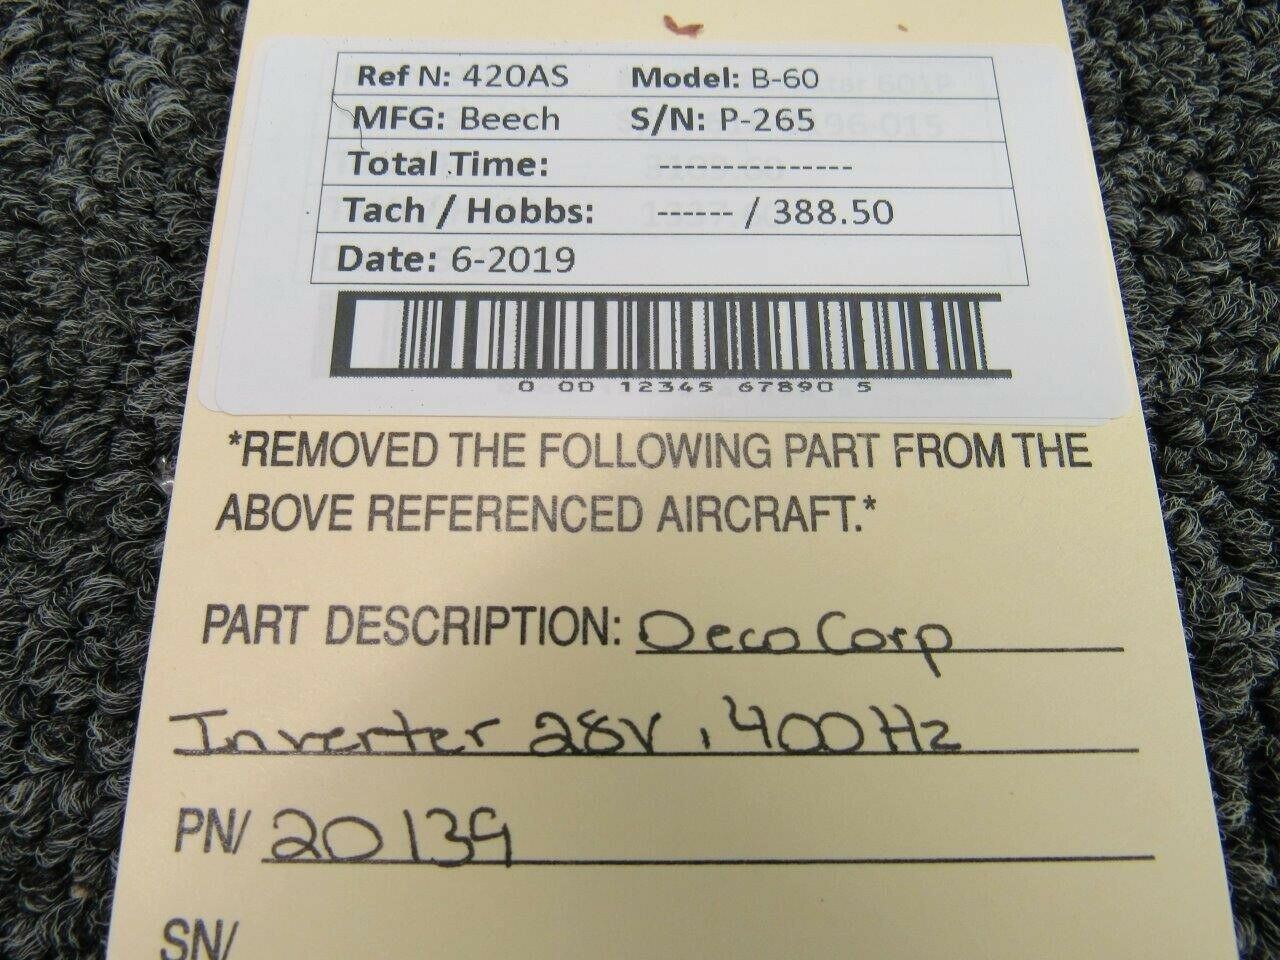 Ref N: 420AS Model: B-60
MFG: Beech S/N: P-265
Total Time: --------------
Tach / Hobbs: ------ / 388.50
Date: 6-2019
0 00 12345 67890 5
*REMOVED THE FOLLOWING PART FROM THE
ABOVE REFERENCED AIRCRAFT.*
PART DESCRIPTION: Oeco Corp
Inverter 28V, 400Hz
PN/ 20139
SN/